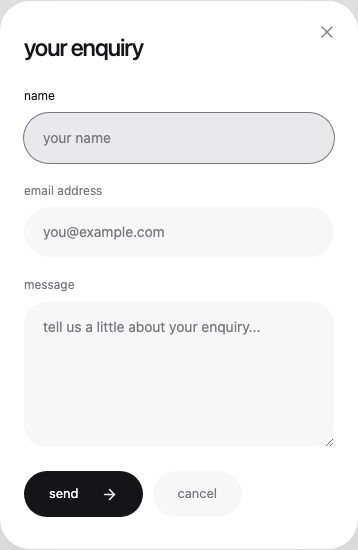 your enquiry
name
your name
email address
you@example.com
message
tell us a little about your enquiry...
send
cancel